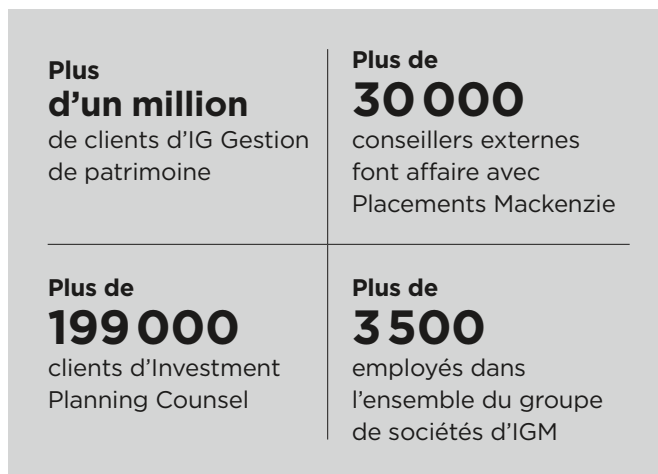 Plus
d'un million
de clients d'IG Gestion
de patrimoine
Plus de
30 000
conseillers externes
font affaire avec
Placements Mackenzie
Plus de
199 000
clients d'Investment
Planning Counsel
Plus de
3 500
employés dans
l'ensemble du groupe
de sociétés d'IGM